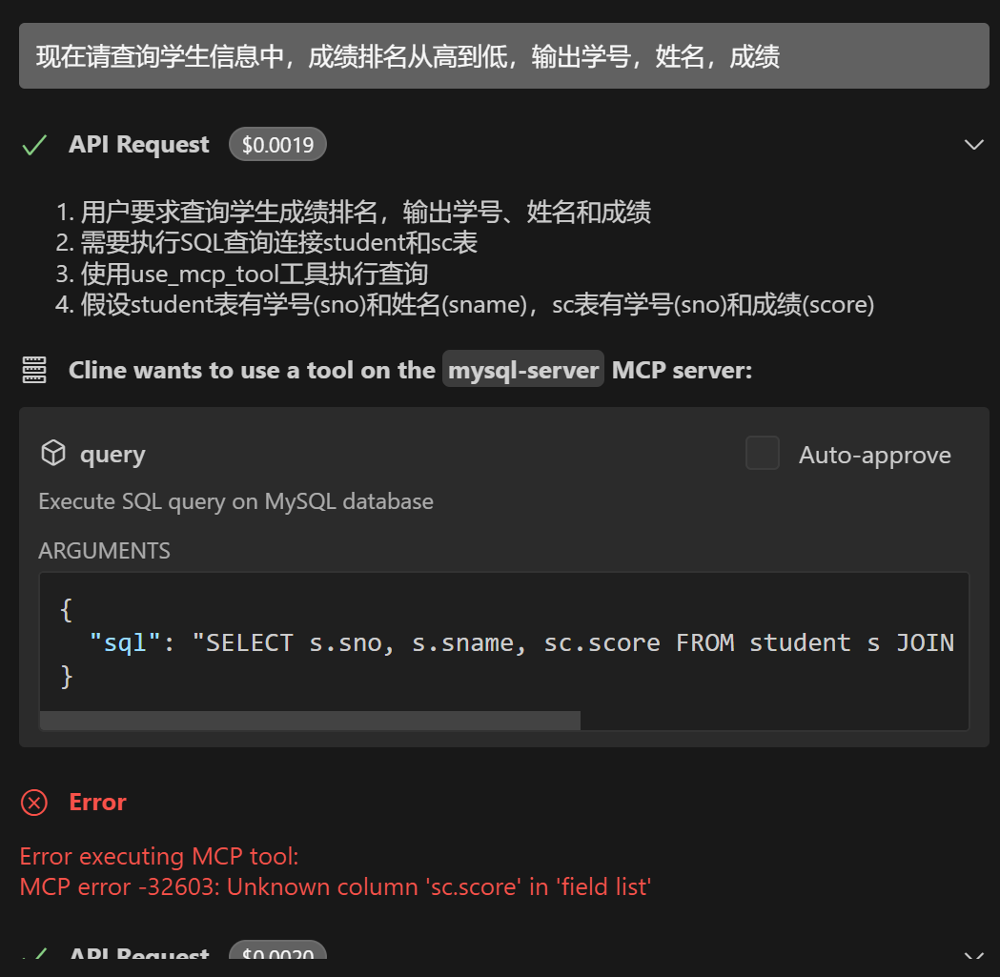 现在请查询学生信息中，成绩排名从高到低，输出学号，姓名，成绩
API Request $0.0019
1. 用户要求查询学生成绩排名，输出学号、姓名和成绩
2. 需要执行SQL查询连接student和sc表
3. 使用use_mcp_tool工具执行查询
4. 假设student表有学号(sno)和姓名(sname)，sc表有学号(sno)和成绩(score)
Cline wants to use a tool on the mysql-server MCP server:
query Auto-approve
Execute SQL query on MySQL database
ARGUMENTS
{
"sql": "SELECT s.sno, s.sname, sc.score FROM student s JOIN
}
Error
Error executing MCP tool:
MCP error -32603: Unknown column 'sc.score' in 'field list'
API Request $0.0020